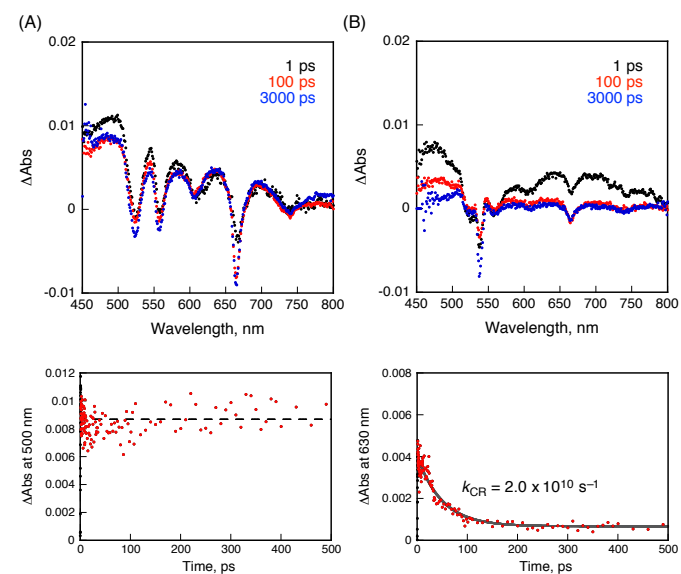 (A)
0.02
0.01
0
-0.01
ΔAbs
1 ps
100 ps
3000 ps
450 500 550 600 650 700 750 800
Wavelength, nm
(B)
0.02
0.01
0
-0.01
ΔAbs
1 ps
100 ps
3000 ps
450 500 550 600 650 700 750 800
Wavelength, nm
0.012
0.010
0.008
0.006
0.004
0.002
0
ΔAbs at 500 nm
0 100 200 300 400 500
Time, ps
0.008
0.006
0.004
0.002
0
ΔAbs at 630 nm
kCR = 2.0 x 10¹⁰ s⁻¹
0 100 200 300 400 500
Time, ps